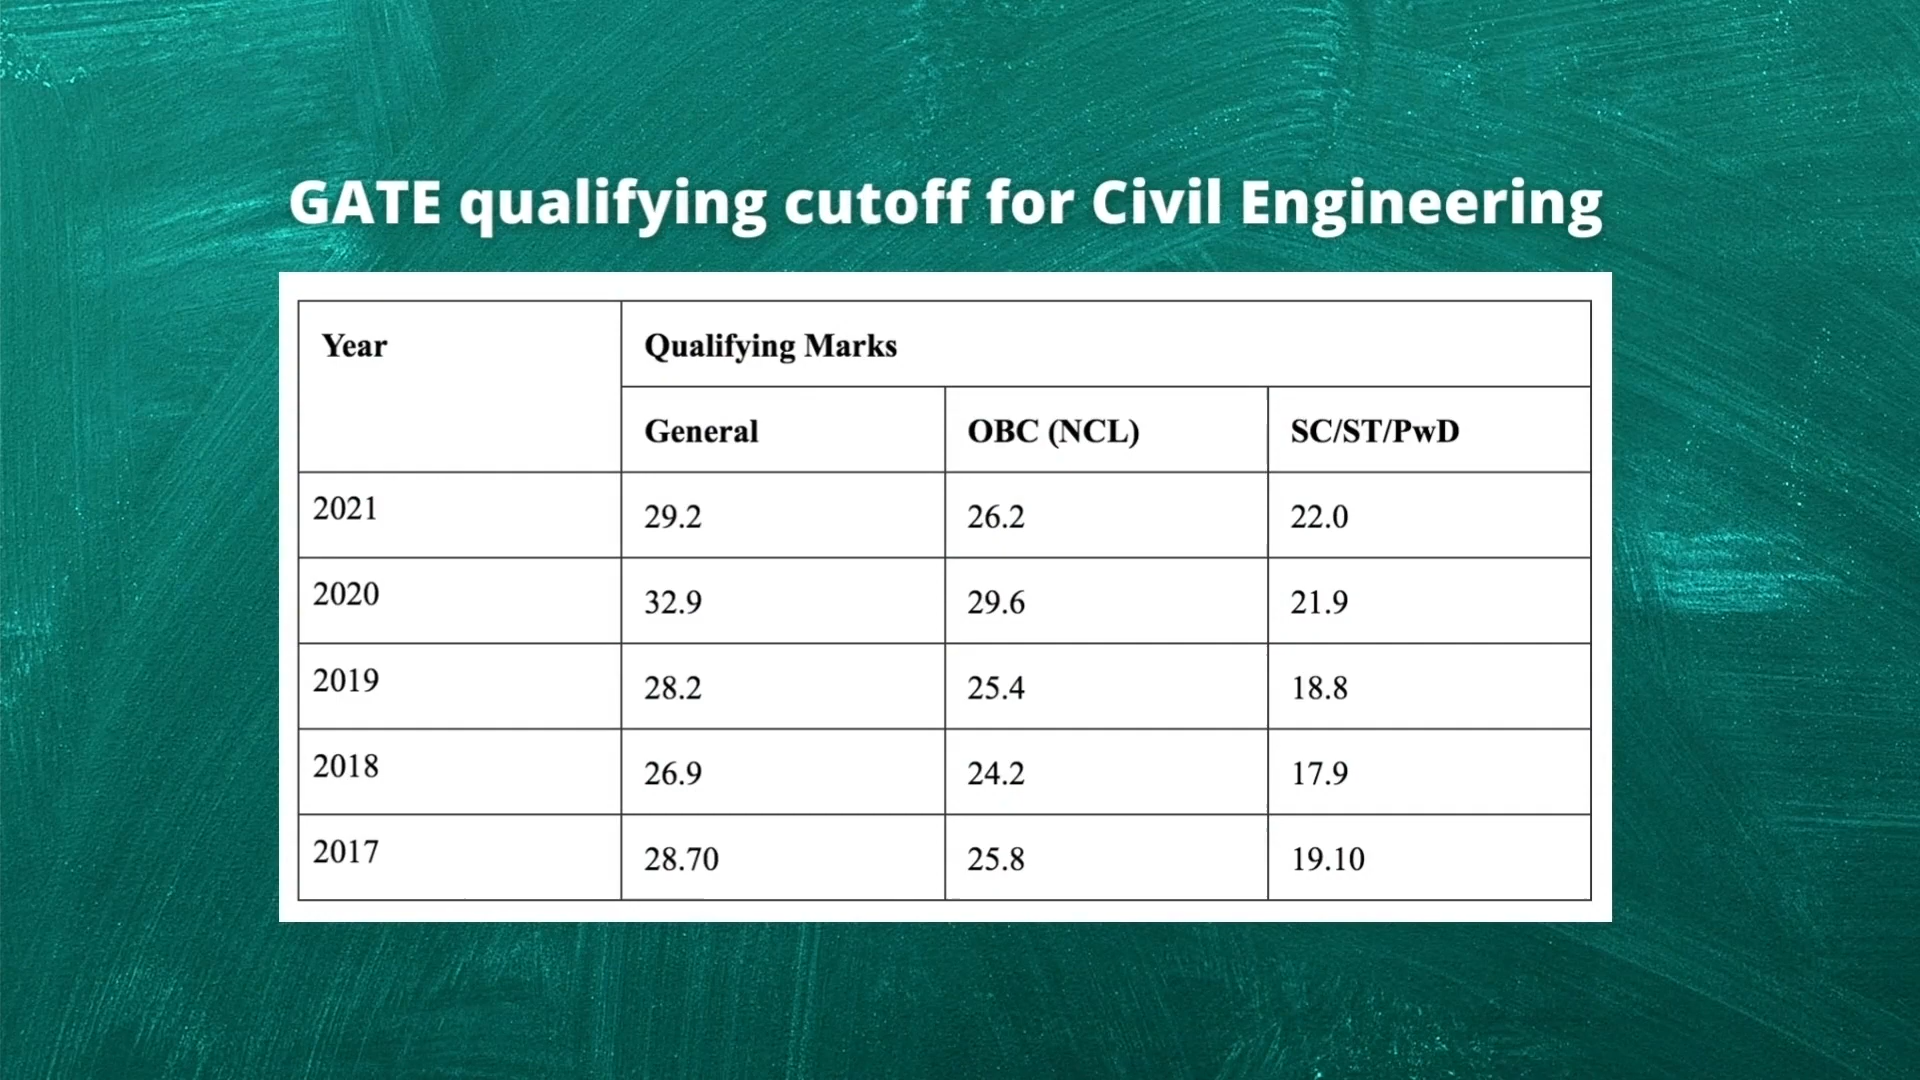 GATE qualifying cutoff for Civil Engineering
Year Qualifying Marks
General OBC (NCL) SC/ST/PwD
2021 29.2 26.2 22.0
2020 32.9 29.6 21.9
2019 28.2 25.4 18.8
2018 26.9 24.2 17.9
2017 28.70 25.8 19.10